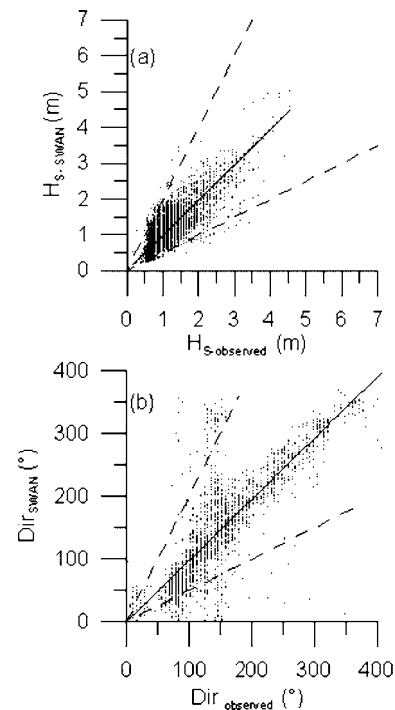 7
6
5
4
3
2
1
0
(a)
H S- SWAN (m)
0 1 2 3 4 5 6 7
H S-observed (m)
400
300
200
100
0
(b)
Dir SWAN (°)
0 100 200 300 400
Dir observed (°)